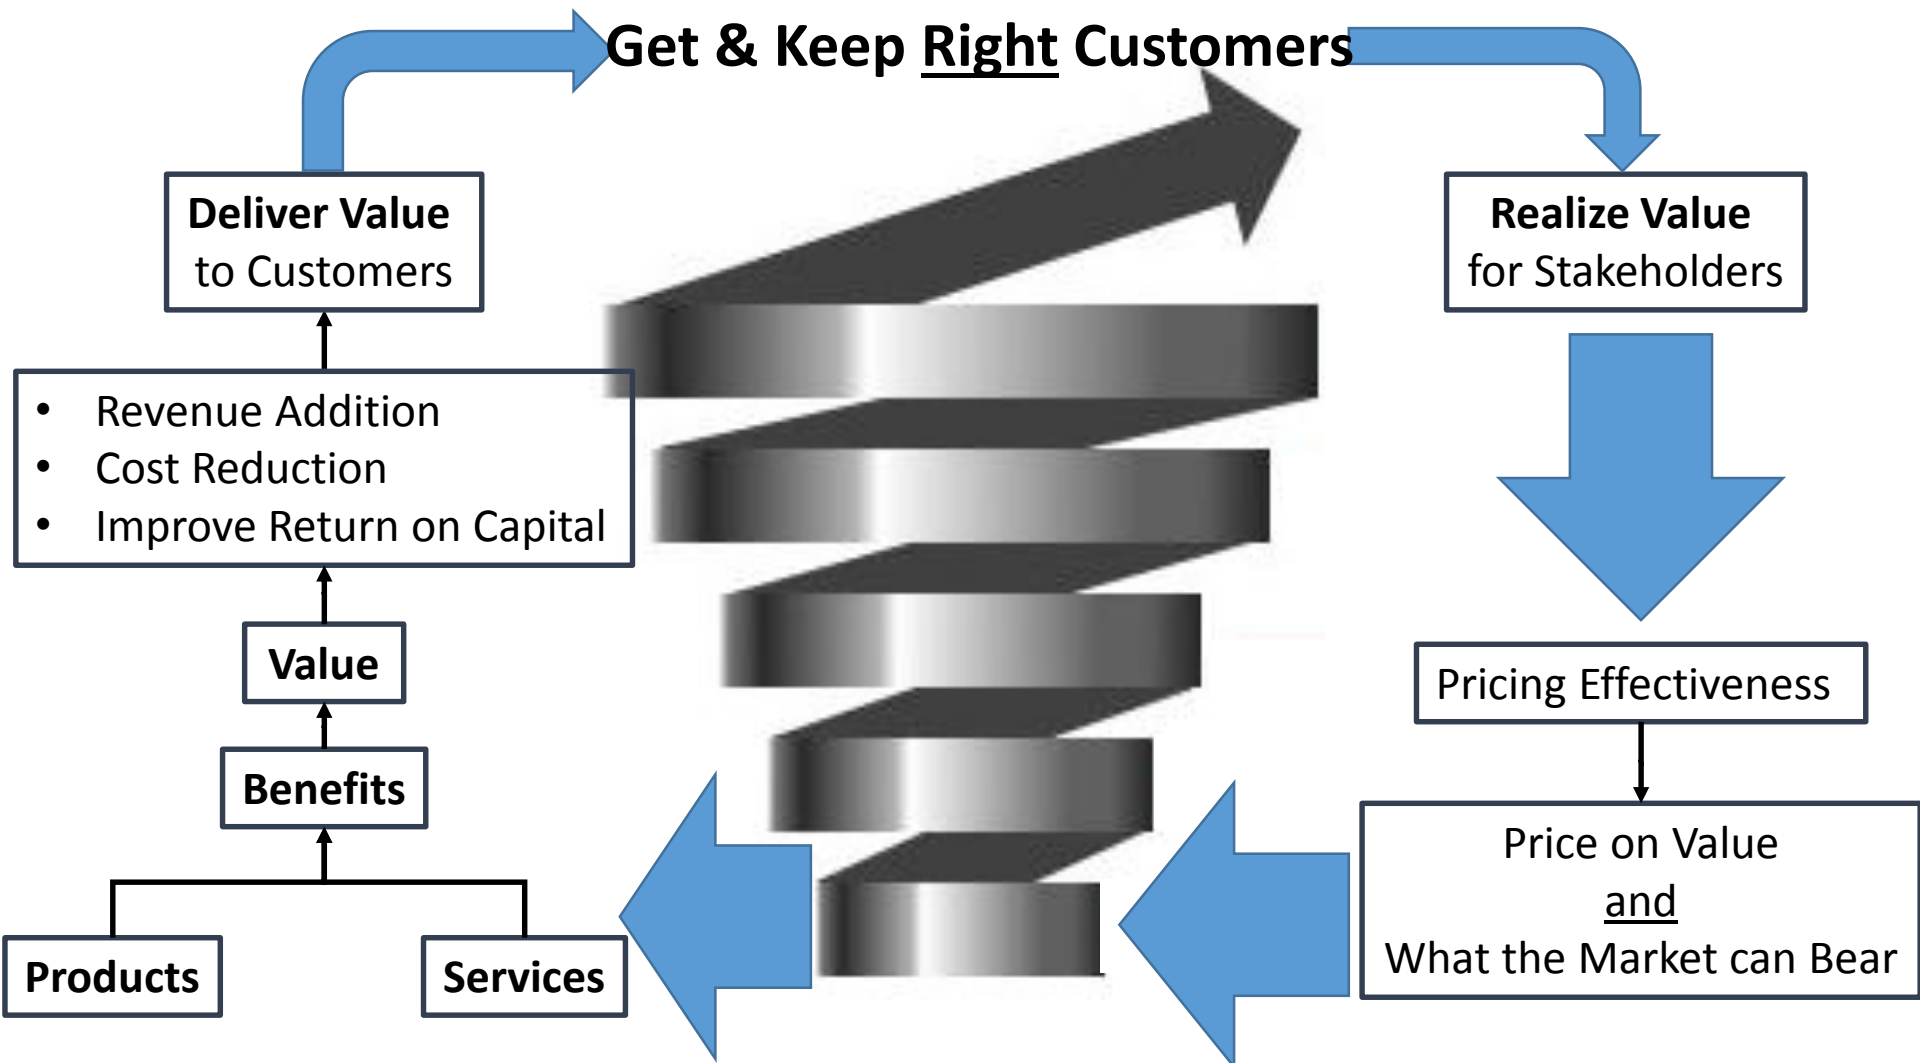 Get & Keep Right Customers
Deliver Value
to Customers
• Revenue Addition
• Cost Reduction
• Improve Return on Capital
Value
Benefits
Products
Services
Realize Value
for Stakeholders
Pricing Effectiveness
Price on Value
and
What the Market can Bear